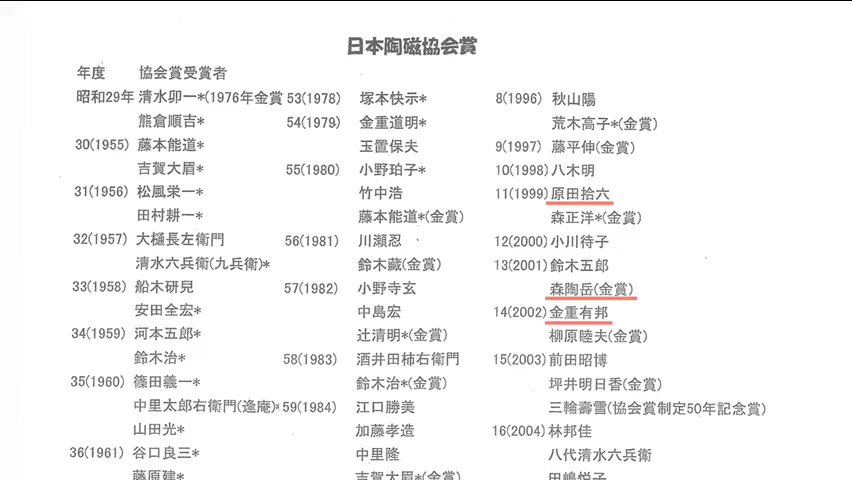 日本陶磁協会賞
年度 協会賞受賞者
昭和29年 清水卯一*(1976年金賞
熊倉順吉*
30(1955) 藤本能道*
吉賀大眉*
31(1956) 松風栄一*
田村耕一*
32(1957) 大樋長左衛門
清水六兵衛(九兵衛)*
33(1958) 船木研兒
安田全宏*
34(1959) 河本五郎*
鈴木治*
35(1960) 篠田義一*
中里太郎右衛門(逢庵)*
山田光*
36(1961) 谷口良三*
藤原建*
53(1978) 塚本快示*
54(1979) 金重道明*
玉置保夫
55(1980) 小野珀子*
竹中浩
藤本能道*(金賞)
56(1981) 川瀬忍
鈴木藏(金賞)
57(1982) 小野寺玄
中島宏
辻清明*(金賞)
58(1983) 酒井田柿右衛門
鈴木治*(金賞)
59(1984) 江口勝美
加藤孝造
中里隆
吉賀大眉*(金賞)
8(1996) 秋山陽
荒木高子*(金賞)
9(1997) 藤平伸(金賞)
10(1998) 八木明
11(1999) 原田拾六
森正洋*(金賞)
12(2000) 小川待子
13(2001) 鈴木五郎
森陶岳(金賞)
14(2002) 金重有邦
柳原睦夫(金賞)
15(2003) 前田昭博
坪井明日香(金賞)
三輪壽雪(協会賞制定50年記念賞)
16(2004) 林邦佳
八代清水六兵衛
田嶋悦子